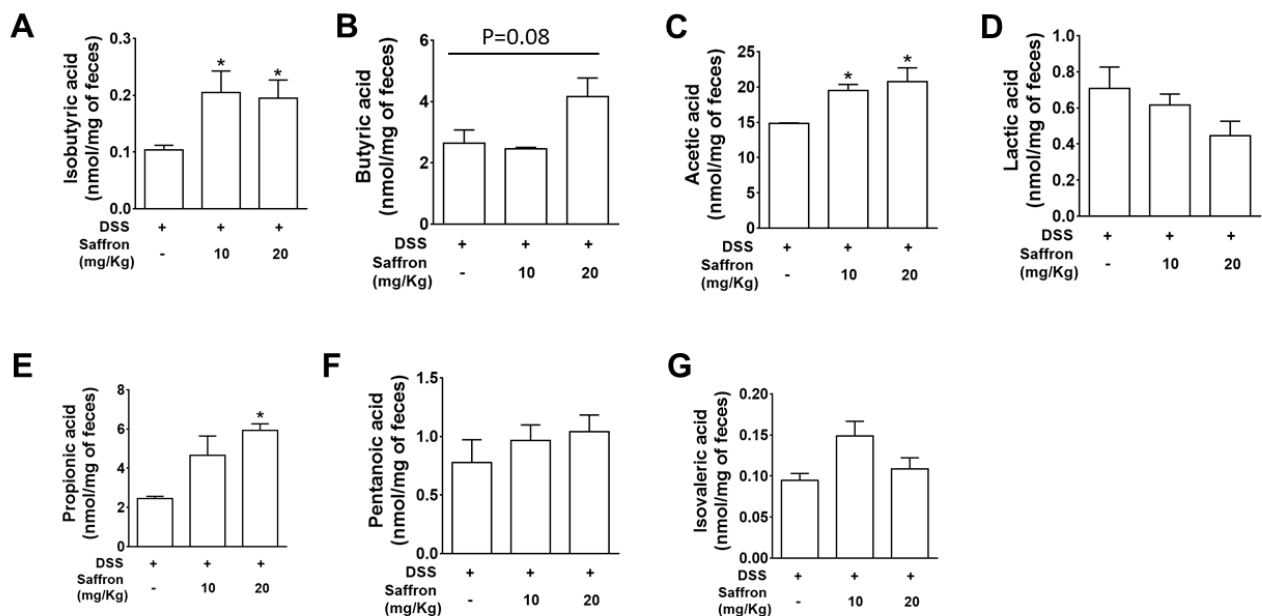 A
Isobutyric acid
(nmol/mg of feces)
0.3
0.2
0.1
0.0
*
*
DSS + + +
Saffron
(mg/Kg) - 10 20
B
Butyric acid
(nmol/mg of feces)
6
4
2
0
P=0.08
DSS + + +
Saffron
(mg/Kg) - 10 20
C
Acetic acid
(nmol/mg of feces)
25
20
15
10
5
0
*
*
DSS + + +
Saffron
(mg/Kg) - 10 20
D
Lactic acid
(nmol/mg of feces)
1.0
0.8
0.6
0.4
0.2
0.0
DSS + + +
Saffron
(mg/Kg) - 10 20
E
Propionic acid
(nmol/mg of feces)
8
6
4
2
0
*
DSS + + +
Saffron
(mg/Kg) - 10 20
F
Pentanoic acid
(nmol/mg of feces)
1.5
1.0
0.5
0.0
DSS + + +
Saffron
(mg/Kg) - 10 20
G
Isovaleric acid
(nmol/mg of feces)
0.20
0.15
0.10
0.05
0.00
DSS + + +
Saffron
(mg/Kg) - 10 20